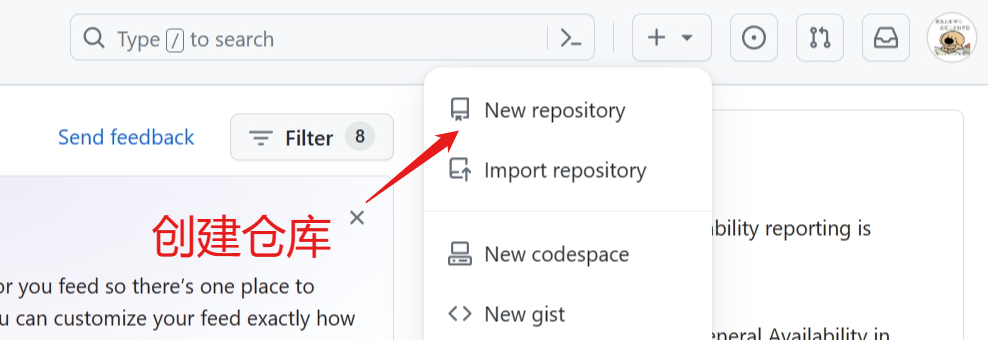 Type / to search
New repository
Send feedback
Filter 8
Import repository
创建仓库
bility reporting is
New codespace
or you feed so there's one place to
u can customize your feed exactly how
New gist
eneral Availability in